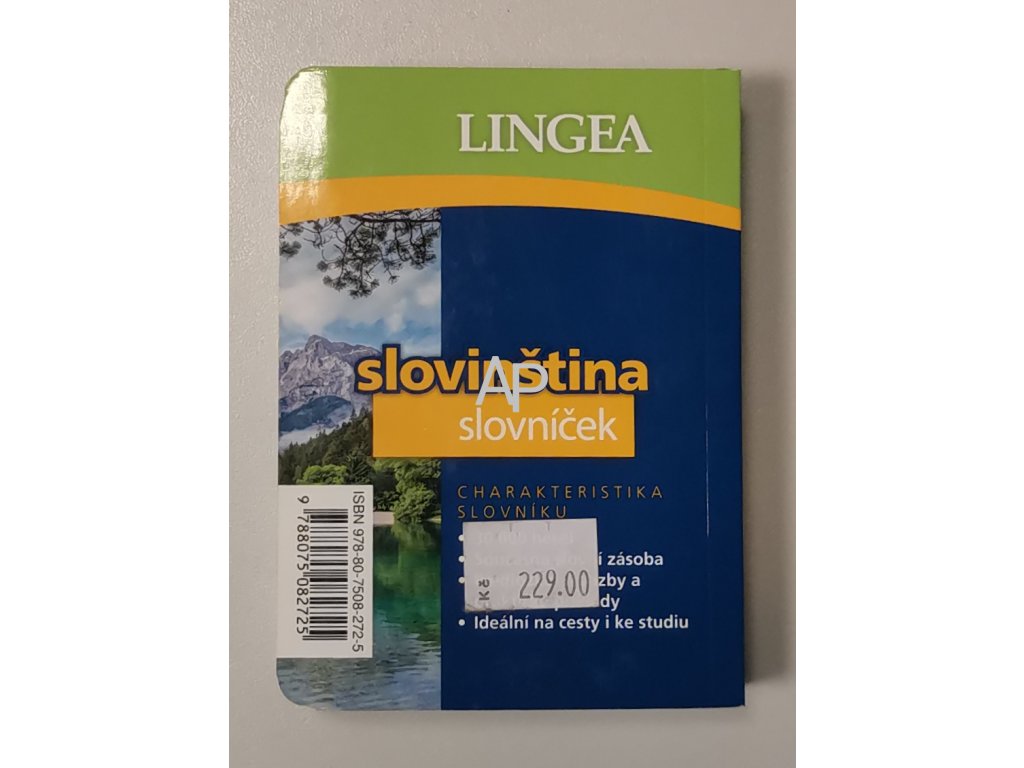 LINGEA
slovinština
AP
slovníček
CHARAKTERISTIKA
SLOVNÍKU
zásoba
Kč 229.00
• Ideální na cesty i ke studiu
ISBN 978-80-7508-272-5
9 788075 082725